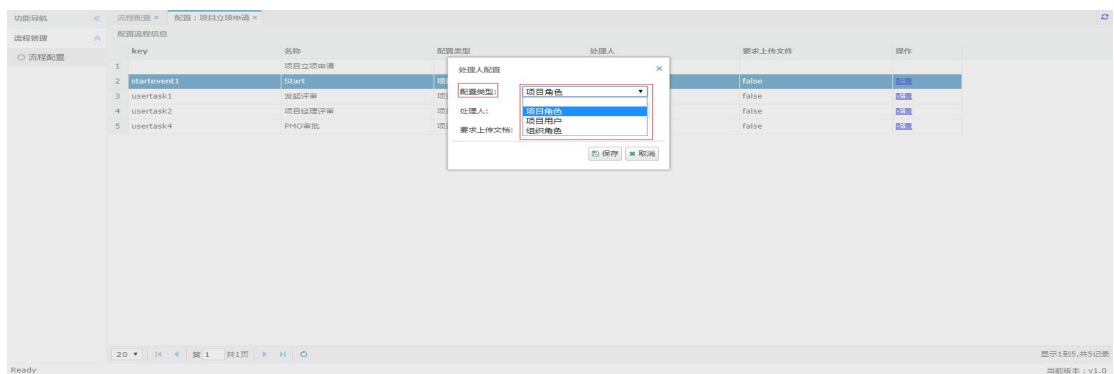 功能导航
流程配置 × 配置：项目立项申请 ×
流程管理
配置流程信息
流程配置
key 名称 配置类型 处理人 要求上传文件 操作
1 项目立项申请
2 startevent1 Start 项 false 配置
3 usertask1 发起评审 项 false 配置
4 usertask2 项目经理评审 项 false 配置
5 usertask4 PMO审批 项 false 配置
处理人配置 ×
配置类型: 项目角色
处理人:
项目角色
项目用户
组织角色
要求上传文档:
保存 取消
20 第 1 共1页
显示1到5,共5记录
Ready
当前版本：v1.0